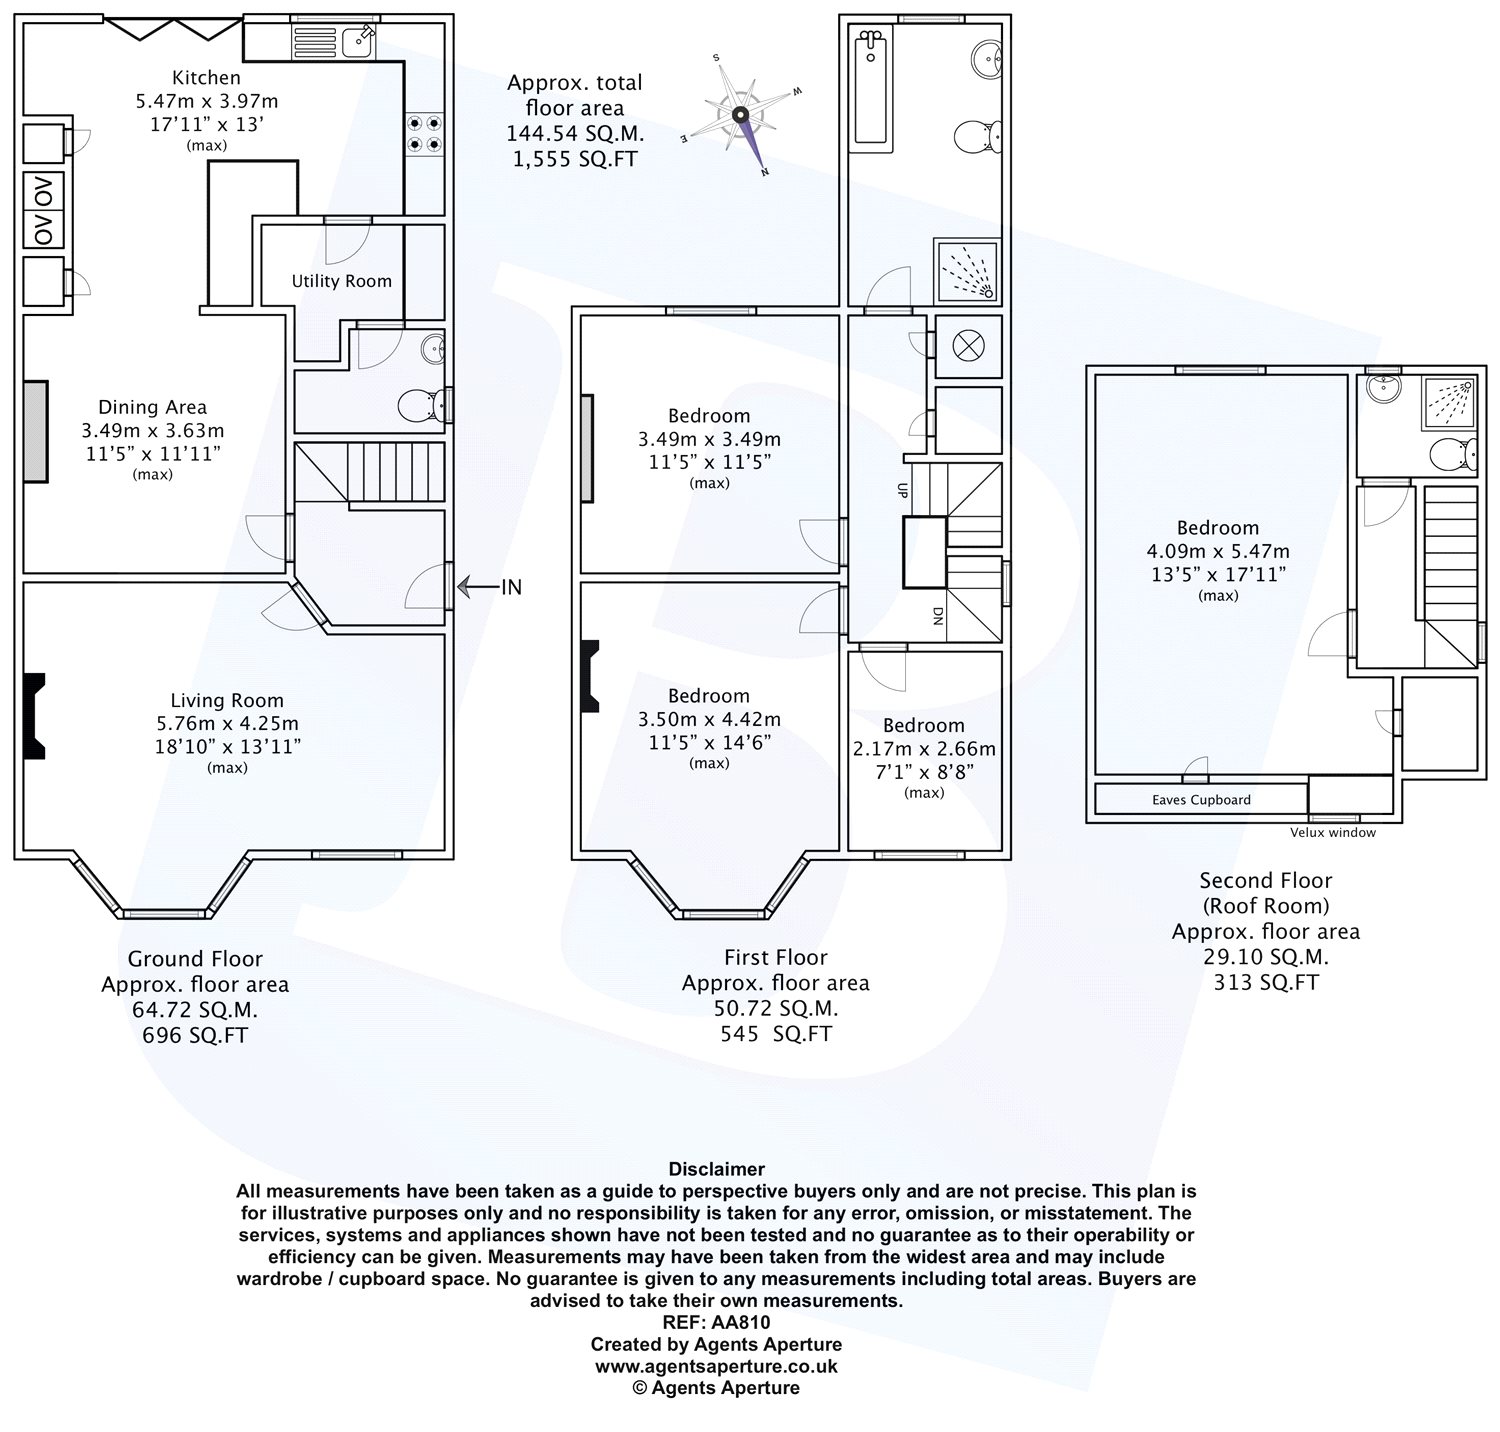 Kitchen
5.47m x 3.97m
17'11" x 13'
(max)
OV
OV
Utility Room
Dining Area
3.49m x 3.63m
11'5" x 11'11"
(max)
IN
Living Room
5.76m x 4.25m
18'10" x 13'11"
(max)
Ground Floor
Approx. floor area
64.72 SQ.M.
696 SQ.FT
Approx. total
floor area
144.54 SQ.M.
1,555 SQ.FT
S
W
E
N
Bedroom
3.49m x 3.49m
11'5" x 11'5"
(max)
UP
DN
Bedroom
3.50m x 4.42m
11'5" x 14'6"
(max)
Bedroom
2.17m x 2.66m
7'1" x 8'8"
(max)
First Floor
Approx. floor area
50.72 SQ.M.
545 SQ.FT
Bedroom
4.09m x 5.47m
13'5" x 17'11"
(max)
Eaves Cupboard
Velux window
Second Floor
(Roof Room)
Approx. floor area
29.10 SQ.M.
313 SQ.FT
Disclaimer
All measurements have been taken as a guide to perspective buyers only and are not precise. This plan is
for illustrative purposes only and no responsibility is taken for any error, omission, or misstatement. The
services, systems and appliances shown have not been tested and no guarantee as to their operability or
efficiency can be given. Measurements may have been taken from the widest area and may include
wardrobe / cupboard space. No guarantee is given to any measurements including total areas. Buyers are
advised to take their own measurements.
REF: AA810
Created by Agents Aperture
www.agentsaperture.co.uk
© Agents Aperture